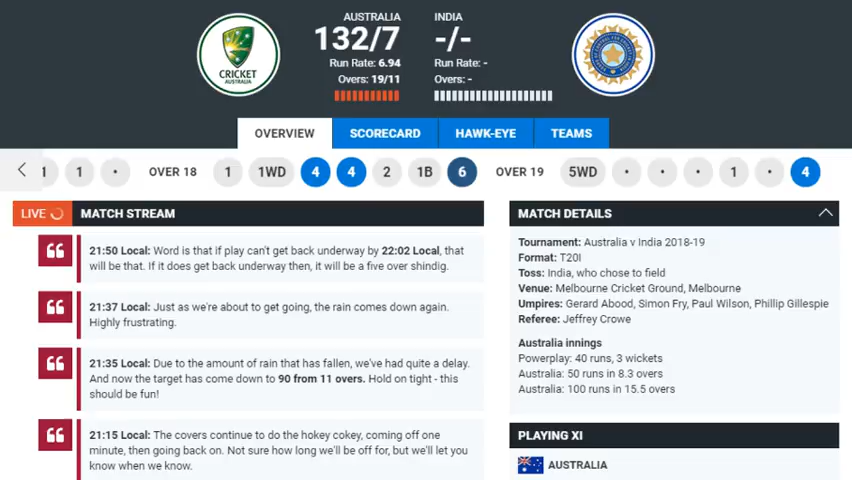 AUSTRALIA
132/7
Run Rate: 6.94
Overs: 19/11
INDIA
-/-
Run Rate: -
Overs: -
CRICKET
AUSTRALIA
OVERVIEW SCORECARD HAWK-EYE TEAMS
1 1 • OVER 18 1 1WD 4 4 2 1B 6 OVER 19 5WD • • • 1 • 4
LIVE MATCH STREAM
21:50 Local: Word is that if play can't get back underway by 22:02 Local, that
will be that. If it does get back underway then, it will be a five over shindig.
21:37 Local: Just as we're about to get going, the rain comes down again.
Highly frustrating.
21:35 Local: Due to the amount of rain that has fallen, we've had quite a delay.
And now the target has come down to 90 from 11 overs. Hold on tight - this
should be fun!
21:15 Local: The covers continue to do the hokey cokey, coming off one
minute, then going back on. Not sure how long we'll be off for, but we'll let you
know when we know.
MATCH DETAILS
Tournament: Australia v India 2018-19
Format: T20I
Toss: India, who chose to field
Venue: Melbourne Cricket Ground, Melbourne
Umpires: Gerard Abood, Simon Fry, Paul Wilson, Phillip Gillespie
Referee: Jeffrey Crowe
Australia innings
Powerplay: 40 runs, 3 wickets
Australia: 50 runs in 8.3 overs
Australia: 100 runs in 15.5 overs
PLAYING XI
AUSTRALIA